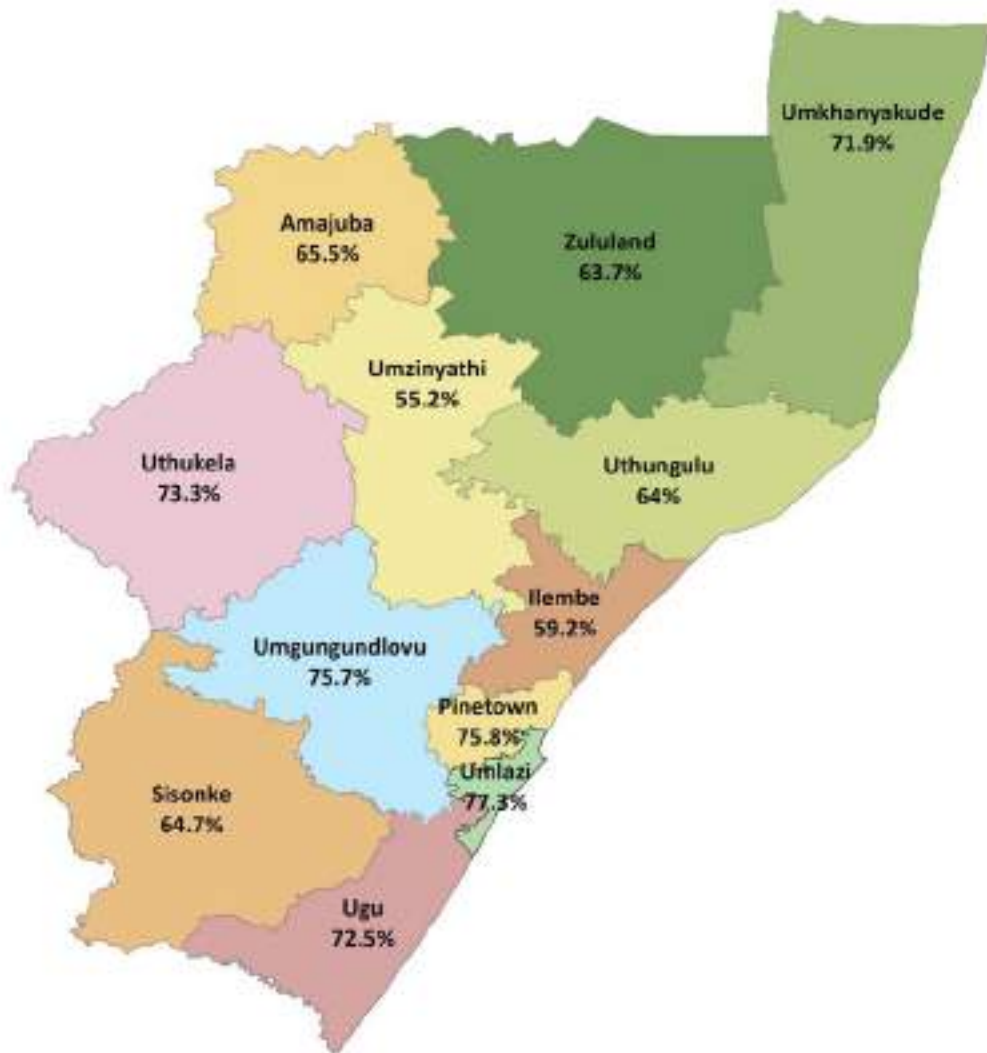 Umkhanyakude
71.9%
Amajuba
65.5%
Zululand
63.7%
Umzinyathi
55.2%
Uthukela
73.3%
Uthungulu
64%
Ilembe
59.2%
Umgungundlovu
75.7%
Pinetown
75.8%
Umlazi
77.3%
Sisonke
64.7%
Ugu
72.5%